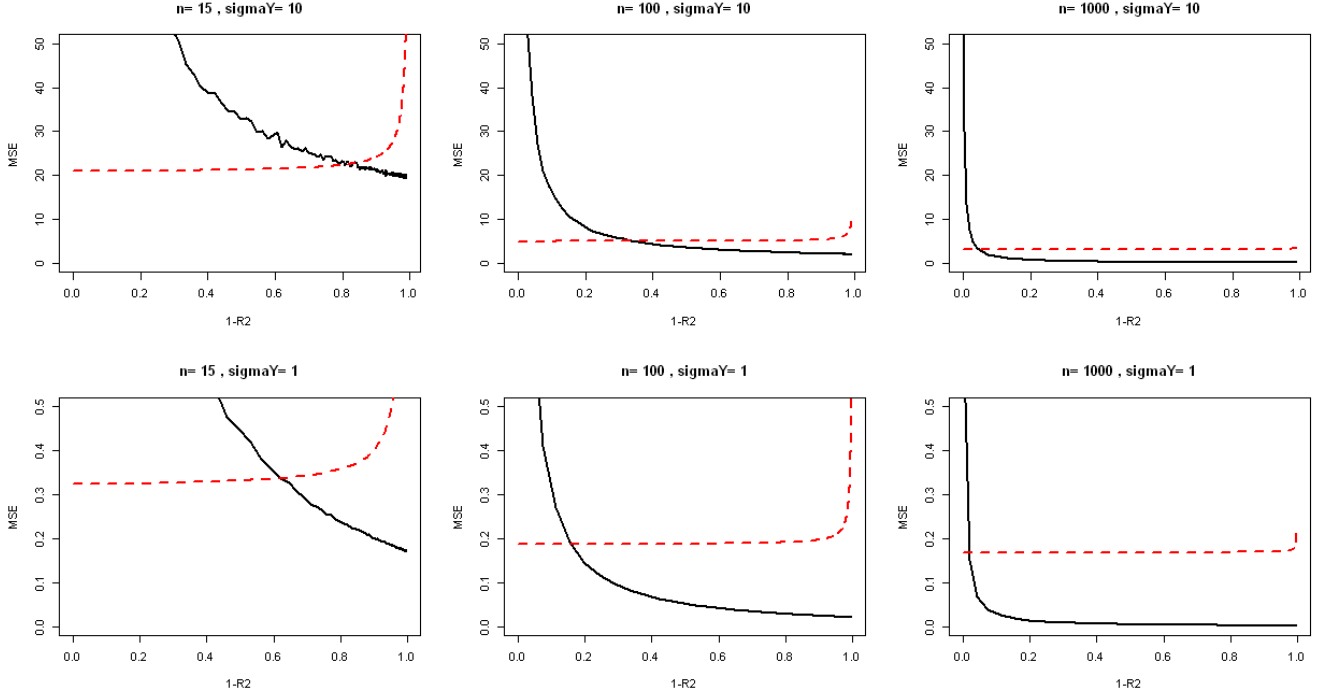 n= 15 , sigmaY= 10
MSE
0 10 20 30 40 50
0.0 0.2 0.4 0.6 0.8 1.0
1-R2
n= 100 , sigmaY= 10
MSE
0 10 20 30 40 50
0.0 0.2 0.4 0.6 0.8 1.0
1-R2
n= 1000 , sigmaY= 10
MSE
0 10 20 30 40 50
0.0 0.2 0.4 0.6 0.8 1.0
1-R2
n= 15 , sigmaY= 1
MSE
0.0 0.1 0.2 0.3 0.4 0.5
0.0 0.2 0.4 0.6 0.8 1.0
1-R2
n= 100 , sigmaY= 1
MSE
0.0 0.1 0.2 0.3 0.4 0.5
0.0 0.2 0.4 0.6 0.8 1.0
1-R2
n= 1000 , sigmaY= 1
MSE
0.0 0.1 0.2 0.3 0.4 0.5
0.0 0.2 0.4 0.6 0.8 1.0
1-R2